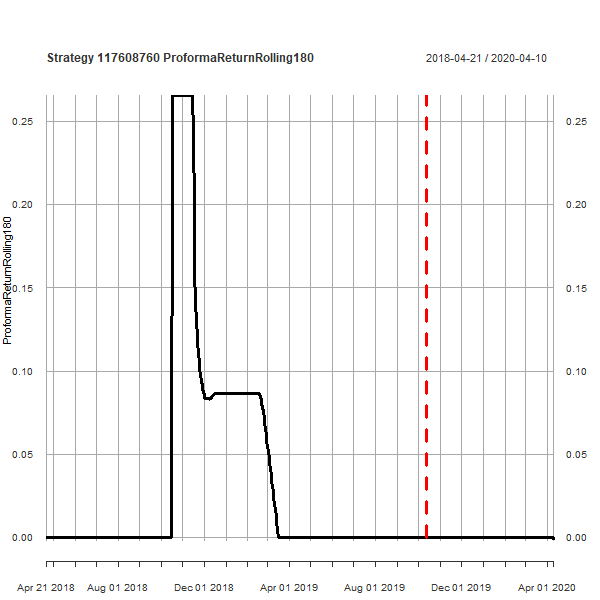 Strategy 117608760 ProformaReturnRolling180
2018-04-21 / 2020-04-10
ProformaReturnRolling180
0.25
0.20
0.15
0.10
0.05
0.00
0.25
0.20
0.15
0.10
0.05
0.00
Apr 21 2018
Aug 01 2018
Dec 01 2018
Apr 01 2019
Aug 01 2019
Dec 01 2019
Apr 01 2020